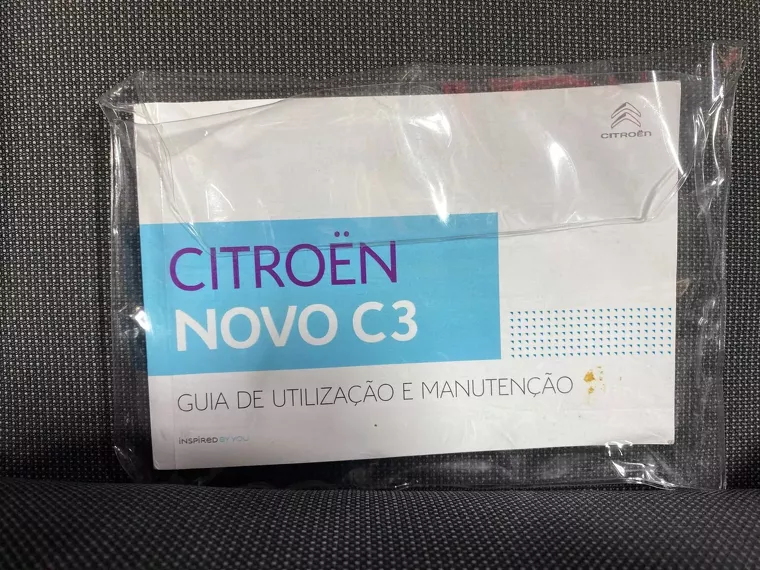 CITROËN
CITROËN
NOVO C3
GUIA DE UTILIZAÇÃO E MANUTENÇÃO
INSPIRED BY YOU